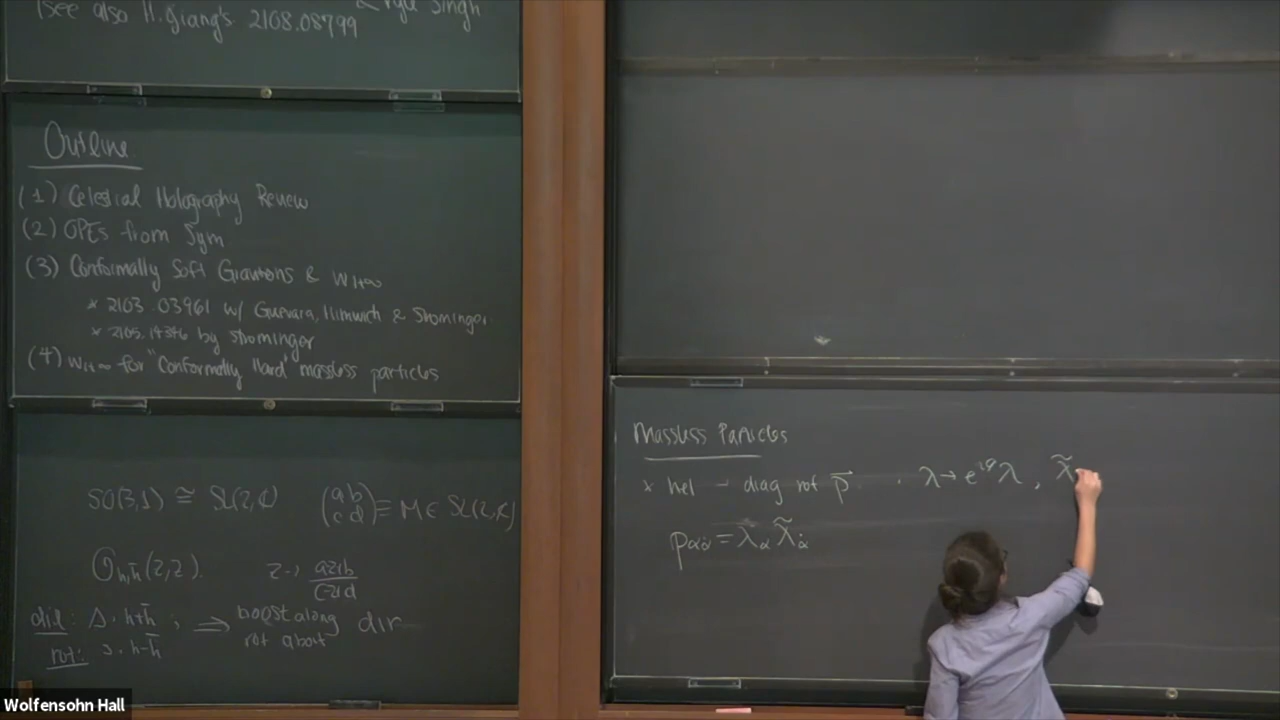 (see also H. Jiang's 2108.08799
Singh
Outline
(1) Celestial Holography Review
(2) OPEs from Sym
(3) Conformally Soft Gravitons & W1+∞
* 2103.03961 w/ Guevara, Himwich & Strominger
* 2105.14346 by Strominger
(4) W1+∞ for "Conformally Hard" massless particles
SO(3,1) ≅ SL(2,C) (a b c d) = M ∈ SL(2,C)
O_{h,h̄}(z,z̄). z → az+b / cz+d
dil: Δ = h+h̄ ; ⇒ boost along dir
rot: J = h-h̄ rot about
Massless Particles
* hel → diag rot p⃗ . λ → e^{iφ} λ , λ̃
p_{αα̇} = λ_α λ̃_α̇
Wolfensohn Hall